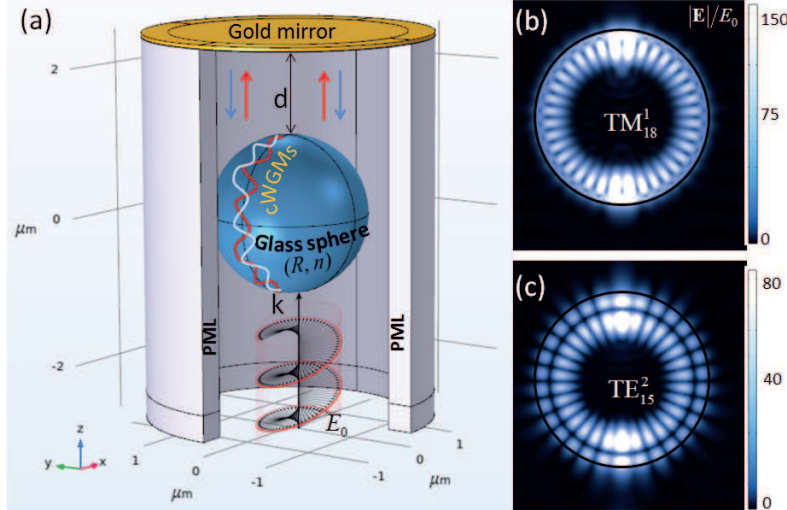 (a)
Gold mirror
2
d
cWGMs
μm
0
Glass sphere
(R, n)
k
PML
PML
-2
E₀
z
y
x
1
0
μm
-1
-1
0
μm
1
(b)
|E|/E₀
150
TM¹₁₈
75
0
(c)
80
TE²₁₅
40
0